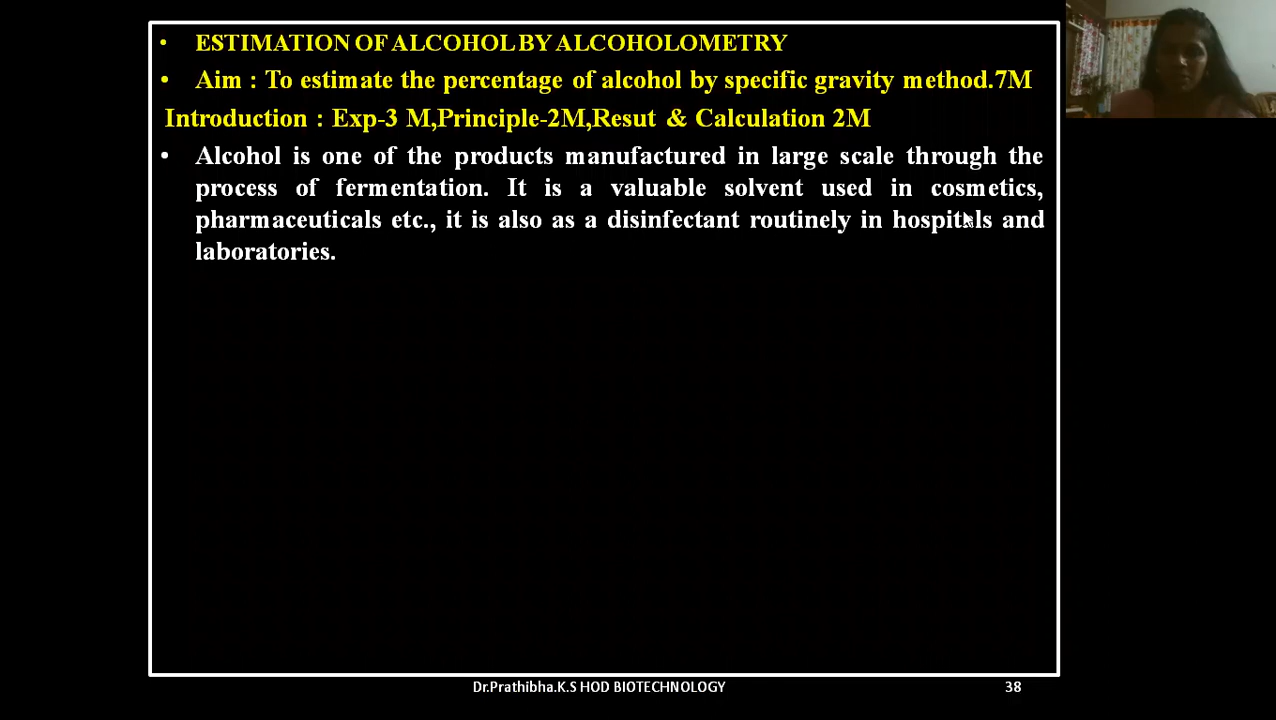 • ESTIMATION OF ALCOHOL BY ALCOHOLOMETRY
• Aim : To estimate the percentage of alcohol by specific gravity method.7M
Introduction : Exp-3 M,Principle-2M,Resut & Calculation 2M
• Alcohol is one of the products manufactured in large scale through the
process of fermentation. It is a valuable solvent used in cosmetics,
pharmaceuticals etc., it is also as a disinfectant routinely in hospitals and
laboratories.
Dr.Prathibha.K.S HOD BIOTECHNOLOGY 38